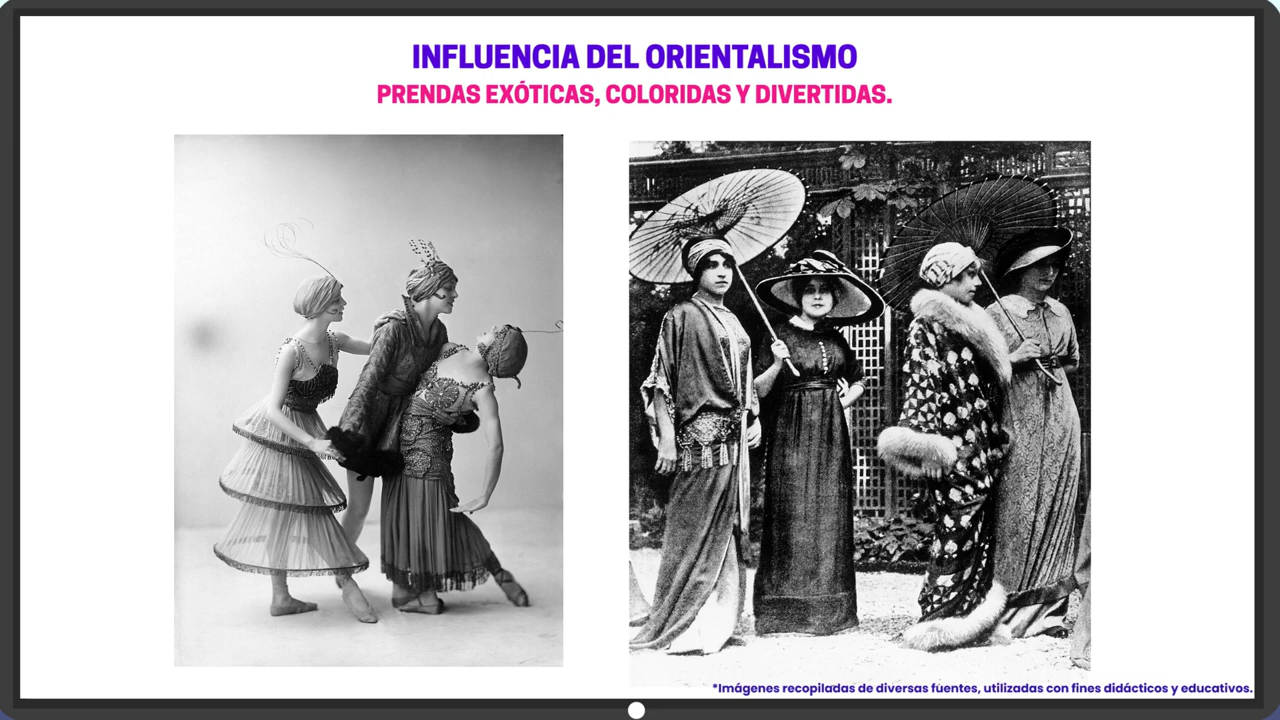 INFLUENCIA DEL ORIENTALISMO
PRENDAS EXÓTICAS, COLORIDAS Y DIVERTIDAS.
*Imágenes recopiladas de diversas fuentes, utilizadas con fines didácticos y educativos.